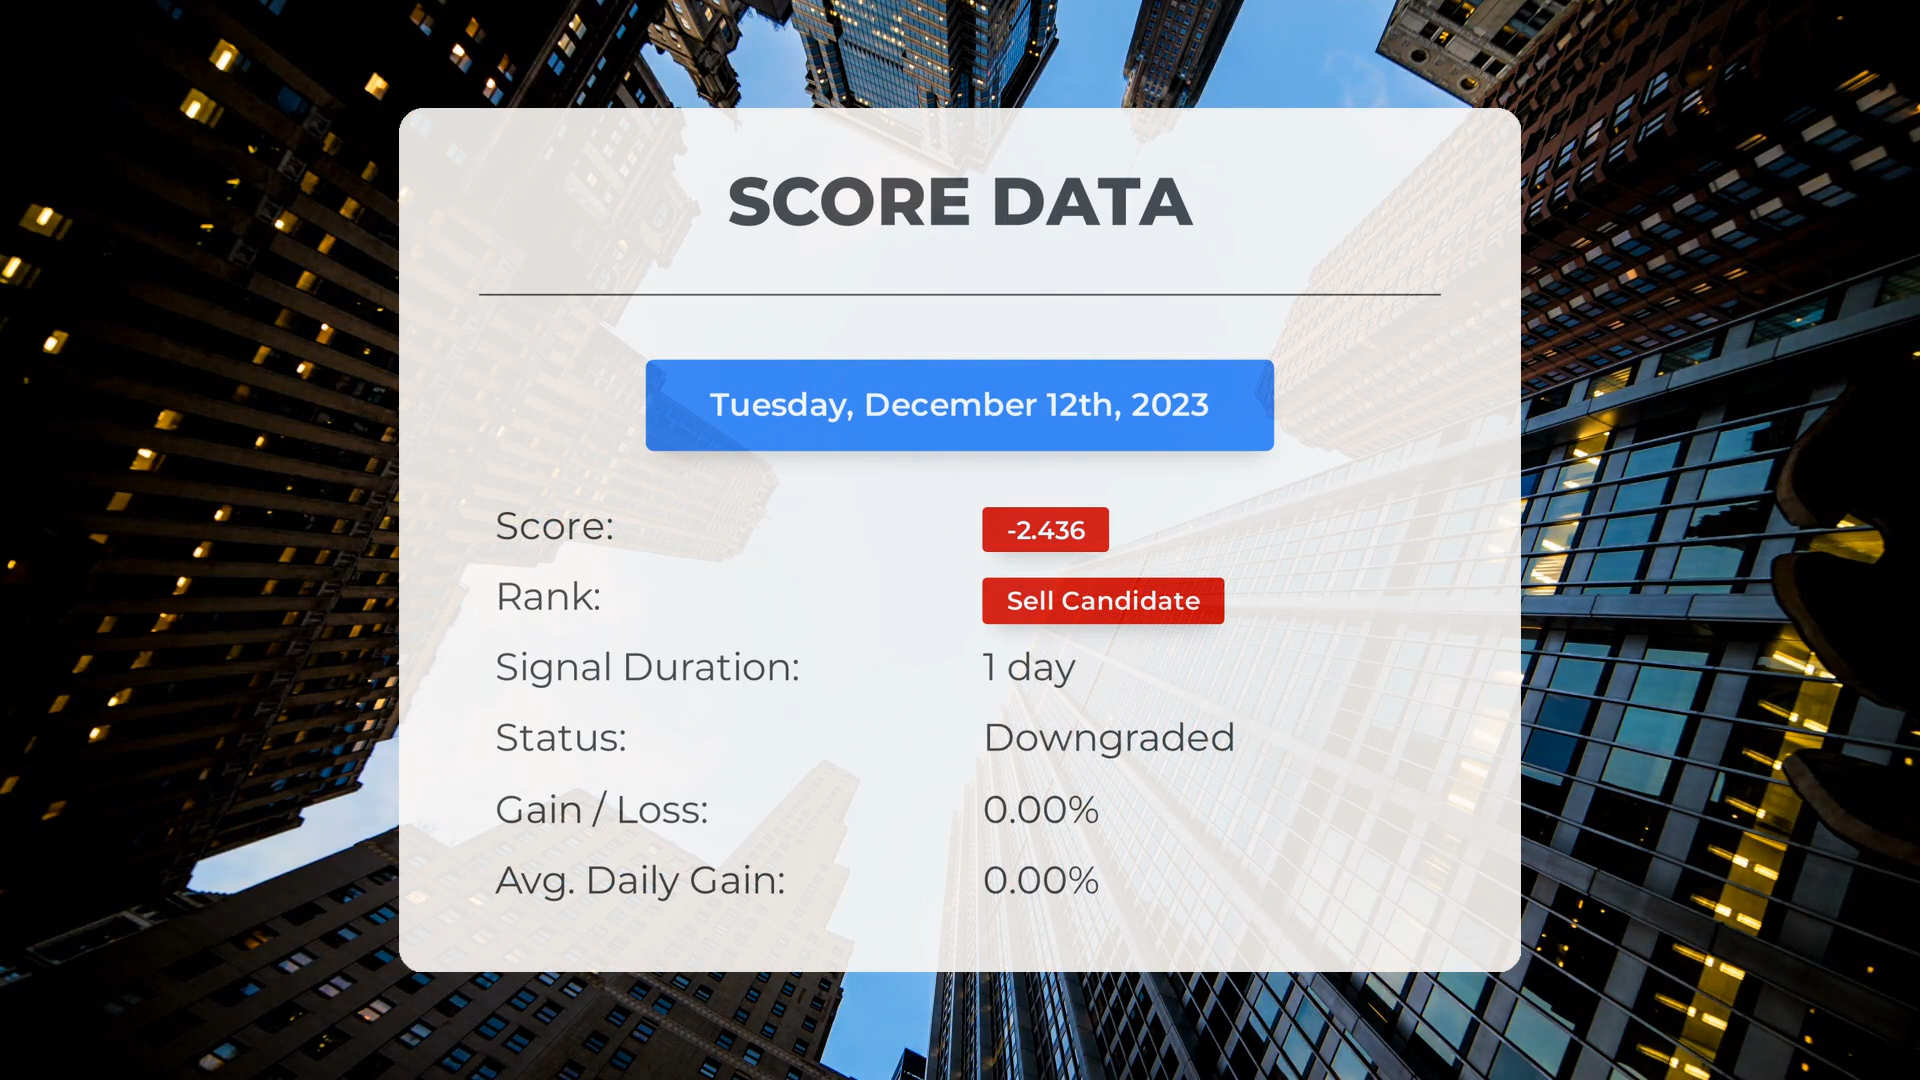 SCORE DATA
Tuesday, December 12th, 2023
Score: -2.436
Rank: Sell Candidate
Signal Duration: 1 day
Status: Downgraded
Gain / Loss: 0.00%
Avg. Daily Gain: 0.00%